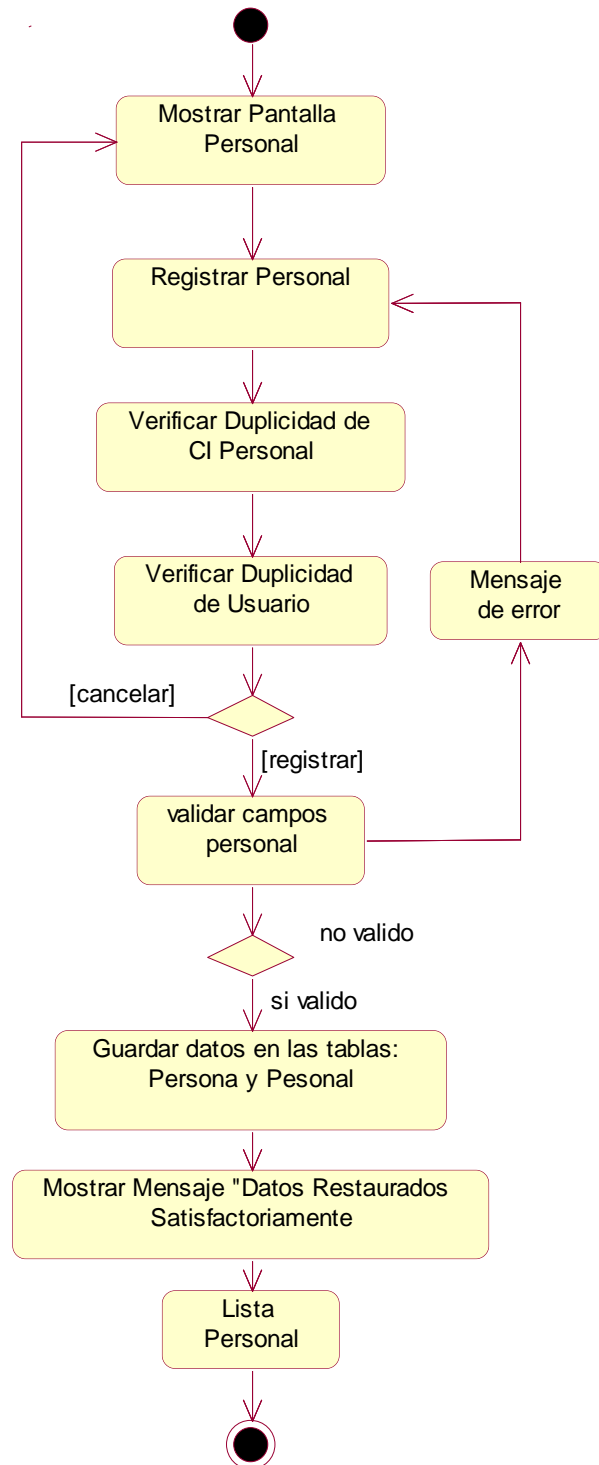 Mostrar Pantalla
Personal
Registrar Personal
Verificar Duplicidad de
CI Personal
Verificar Duplicidad
de Usuario
Mensaje
de error
[cancelar]
[registrar]
validar campos
personal
no valido
si valido
Guardar datos en las tablas:
Persona y Pesonal
Mostrar Mensaje "Datos Restaurados
Satisfactoriamente
Lista
Personal